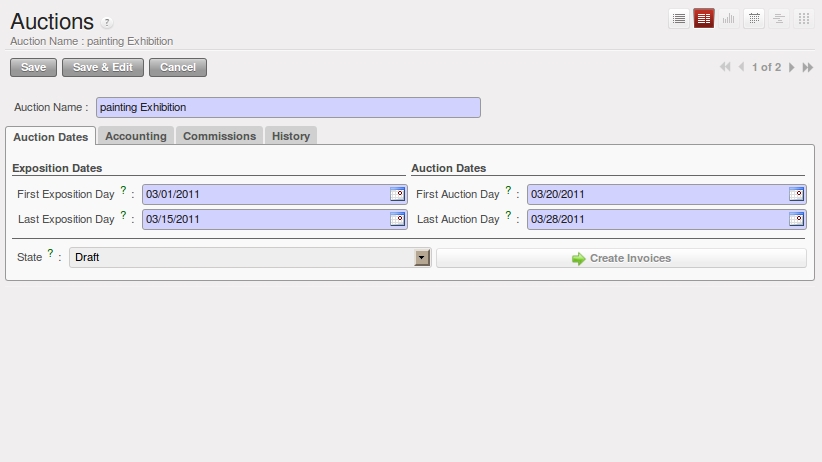 Auctions ?
Auction Name : painting Exhibition
Save Save & Edit Cancel 1 of 2
Auction Name : painting Exhibition
Auction Dates Accounting Commissions History
Exposition Dates Auction Dates
First Exposition Day ? : 03/01/2011 First Auction Day ? : 03/20/2011
Last Exposition Day ? : 03/15/2011 Last Auction Day ? : 03/28/2011
State ? : Draft Create Invoices